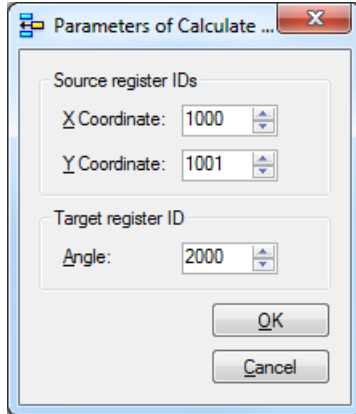 Parameters of Calculate ...
Source register IDs
X Coordinate: 1000
Y Coordinate: 1001
Target register ID
Angle: 2000
OK
Cancel